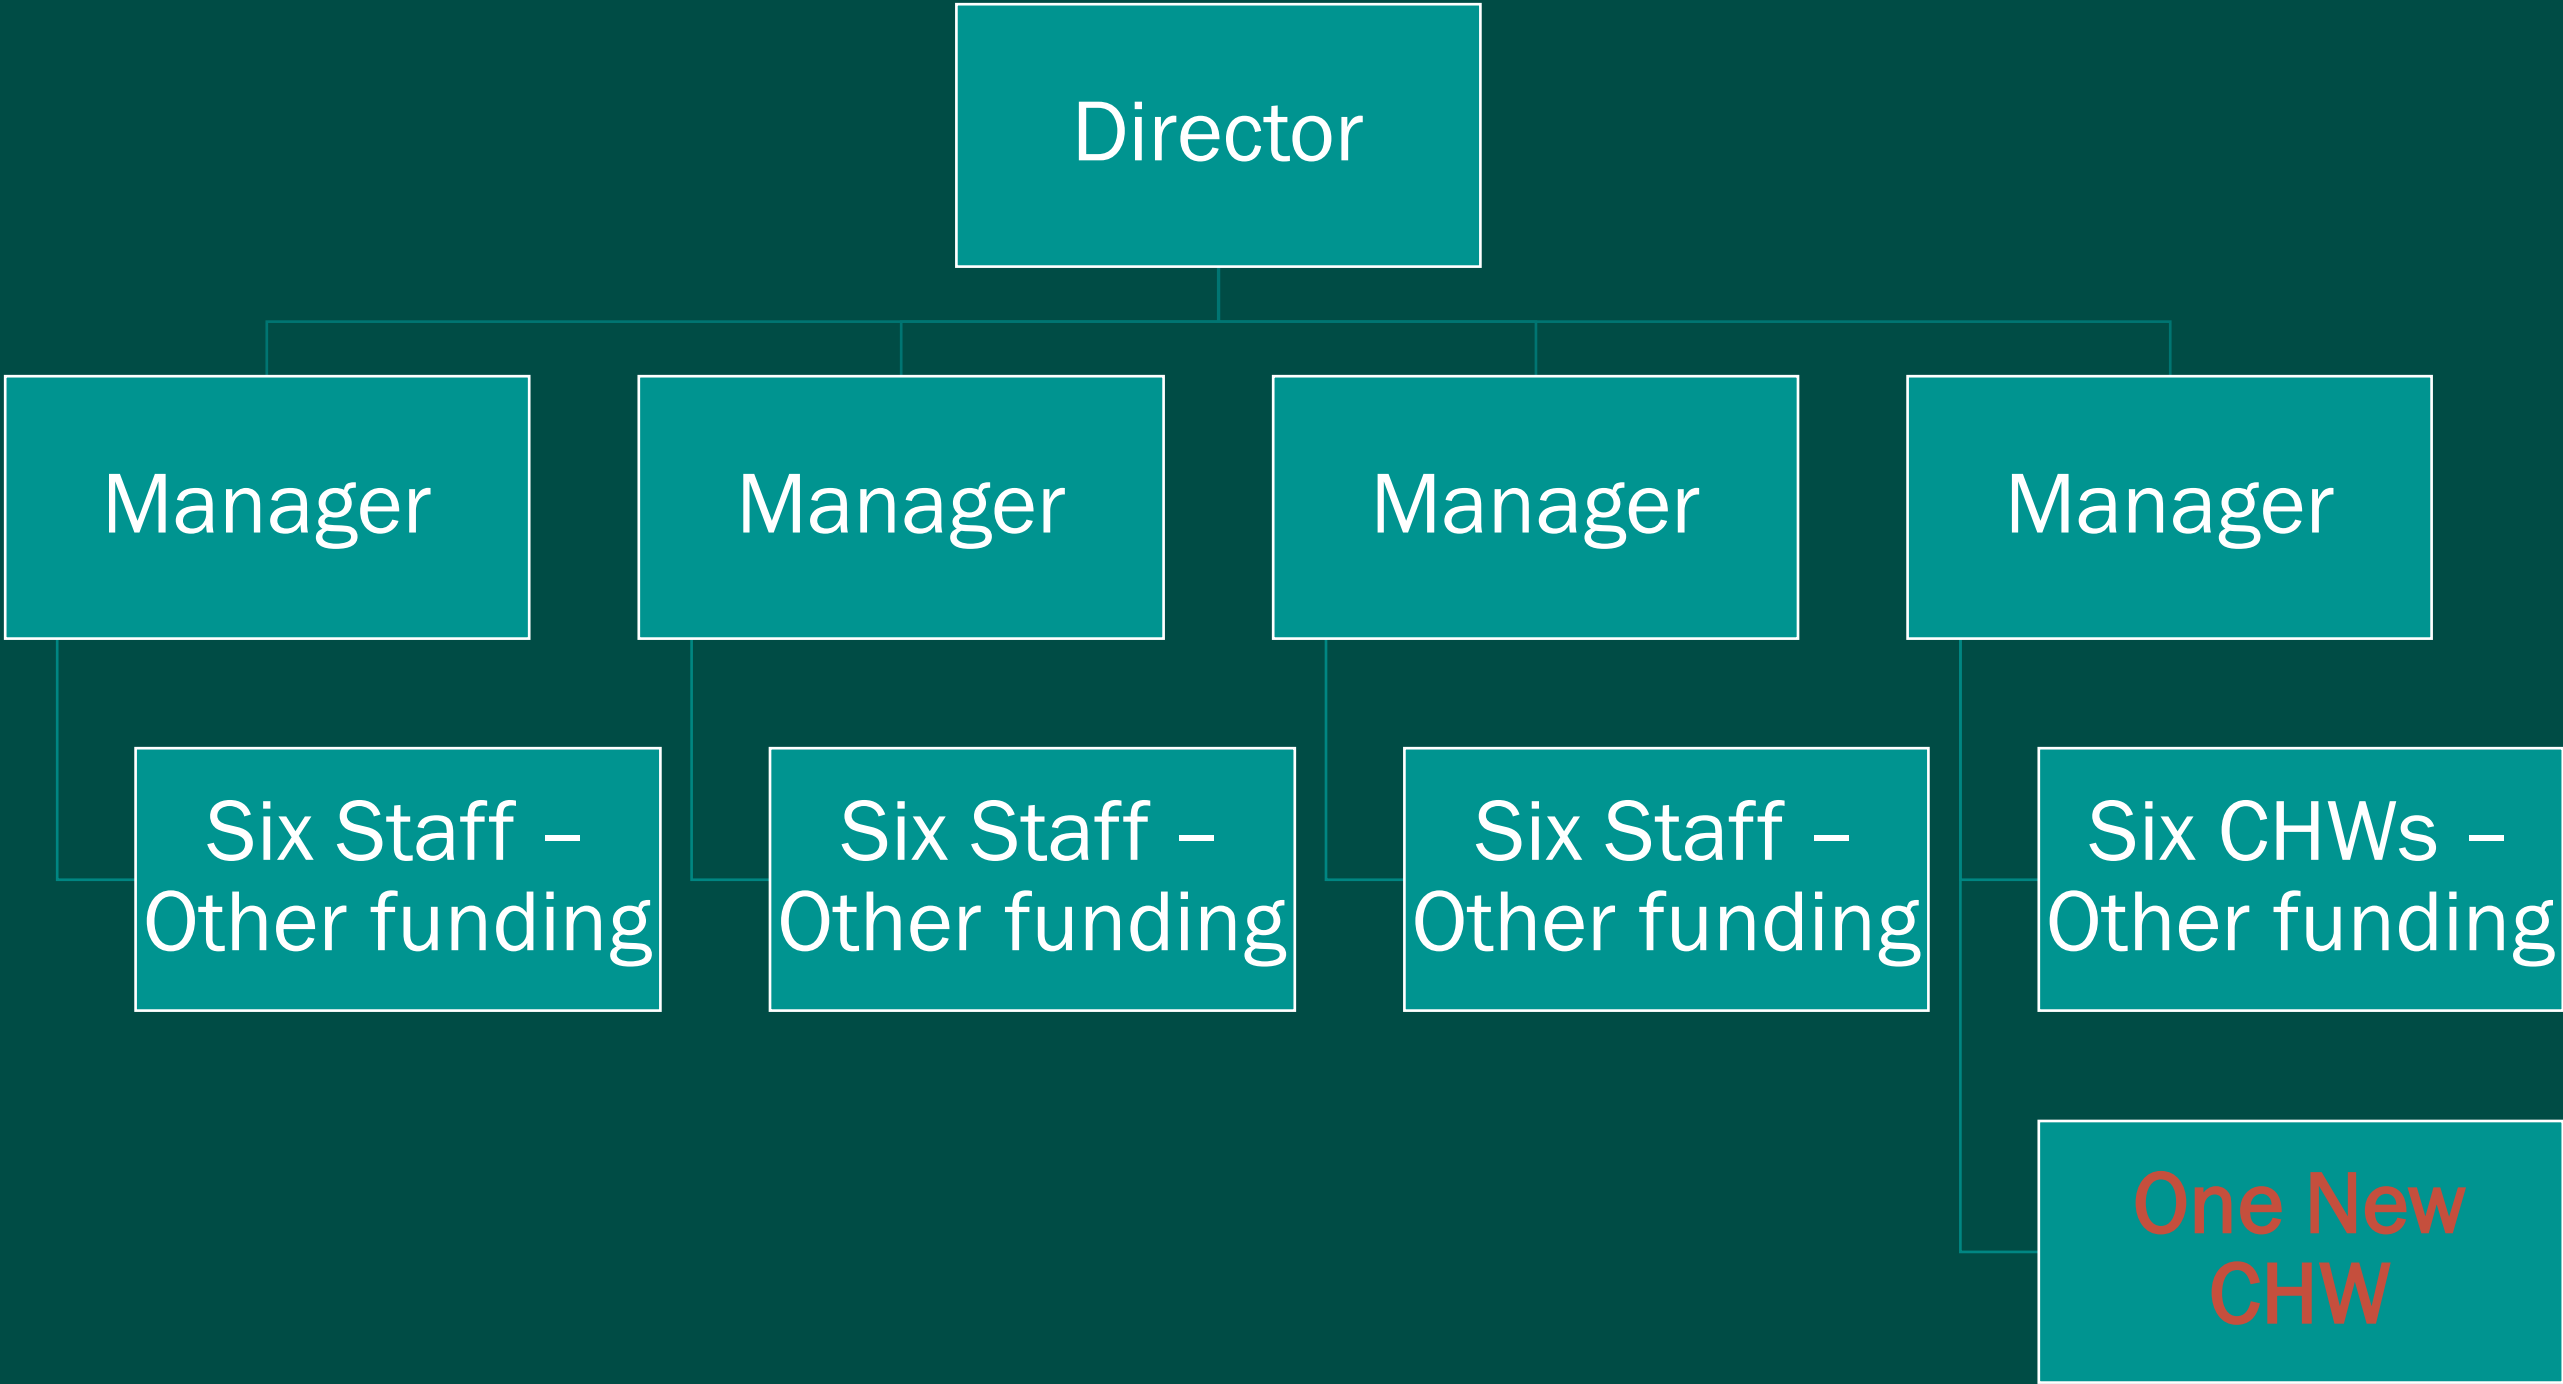 Director
Manager
Manager
Manager
Manager
Six Staff –
Other funding
Six Staff –
Other funding
Six Staff –
Other funding
Six CHWs –
Other funding
One New
CHW